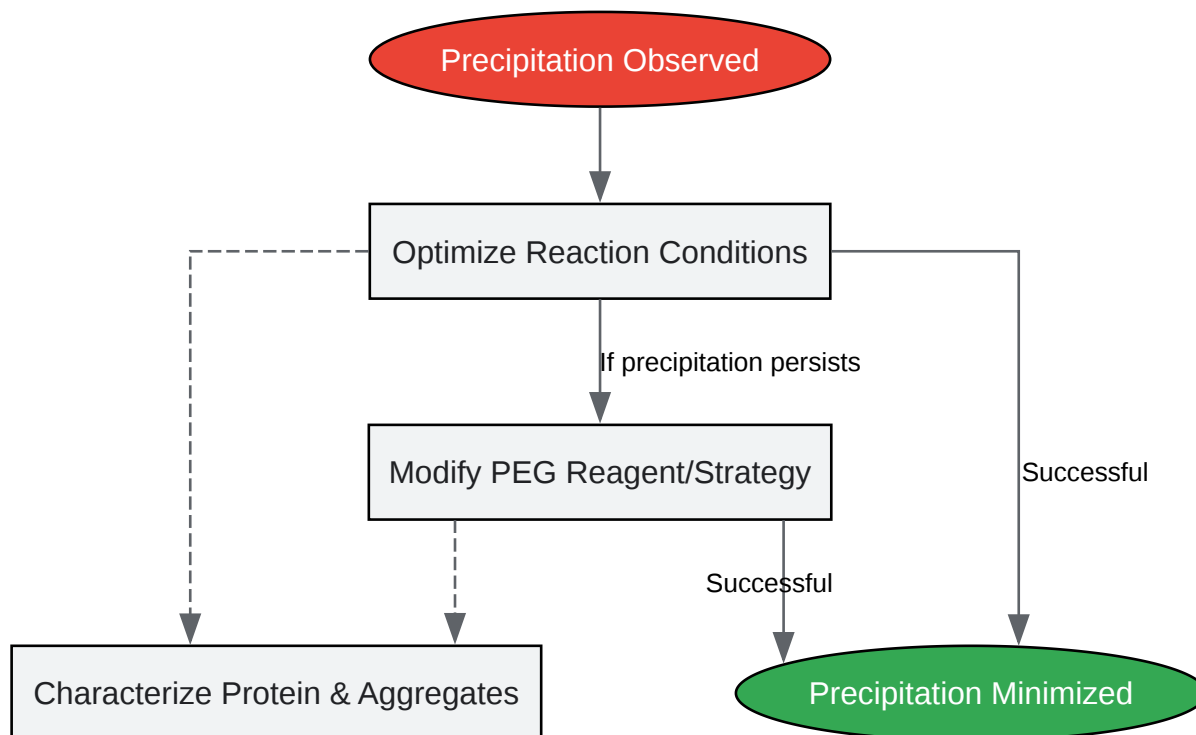 Precipitation Observed
Optimize Reaction Conditions
If precipitation persists
Modify PEG Reagent/Strategy
Successful
Successful
Characterize Protein & Aggregates
Precipitation Minimized